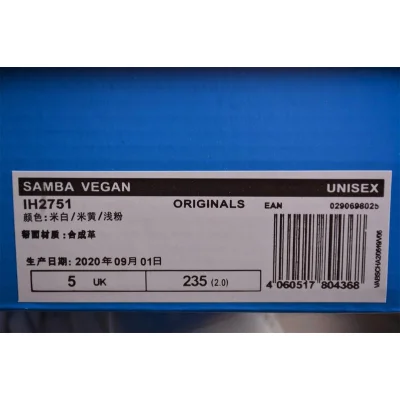 SAMBA VEGAN UNISEX
IH2751 ORIGINALS EAN 029069802
颜色:米白/米黄/浅粉
帮面材质:合成革
生产日期:2020年09月01日
5 UK 235 (2.0)
4 060517 804368